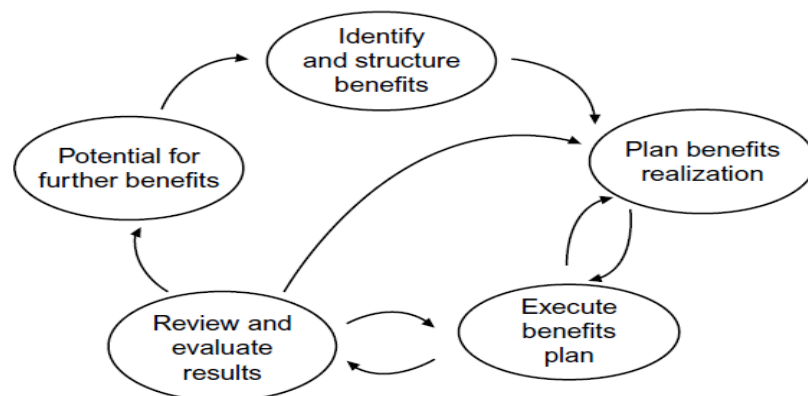 Identify
and structure
benefits
Plan benefits
realization
Execute
benefits
plan
Review and
evaluate
results
Potential for
further benefits